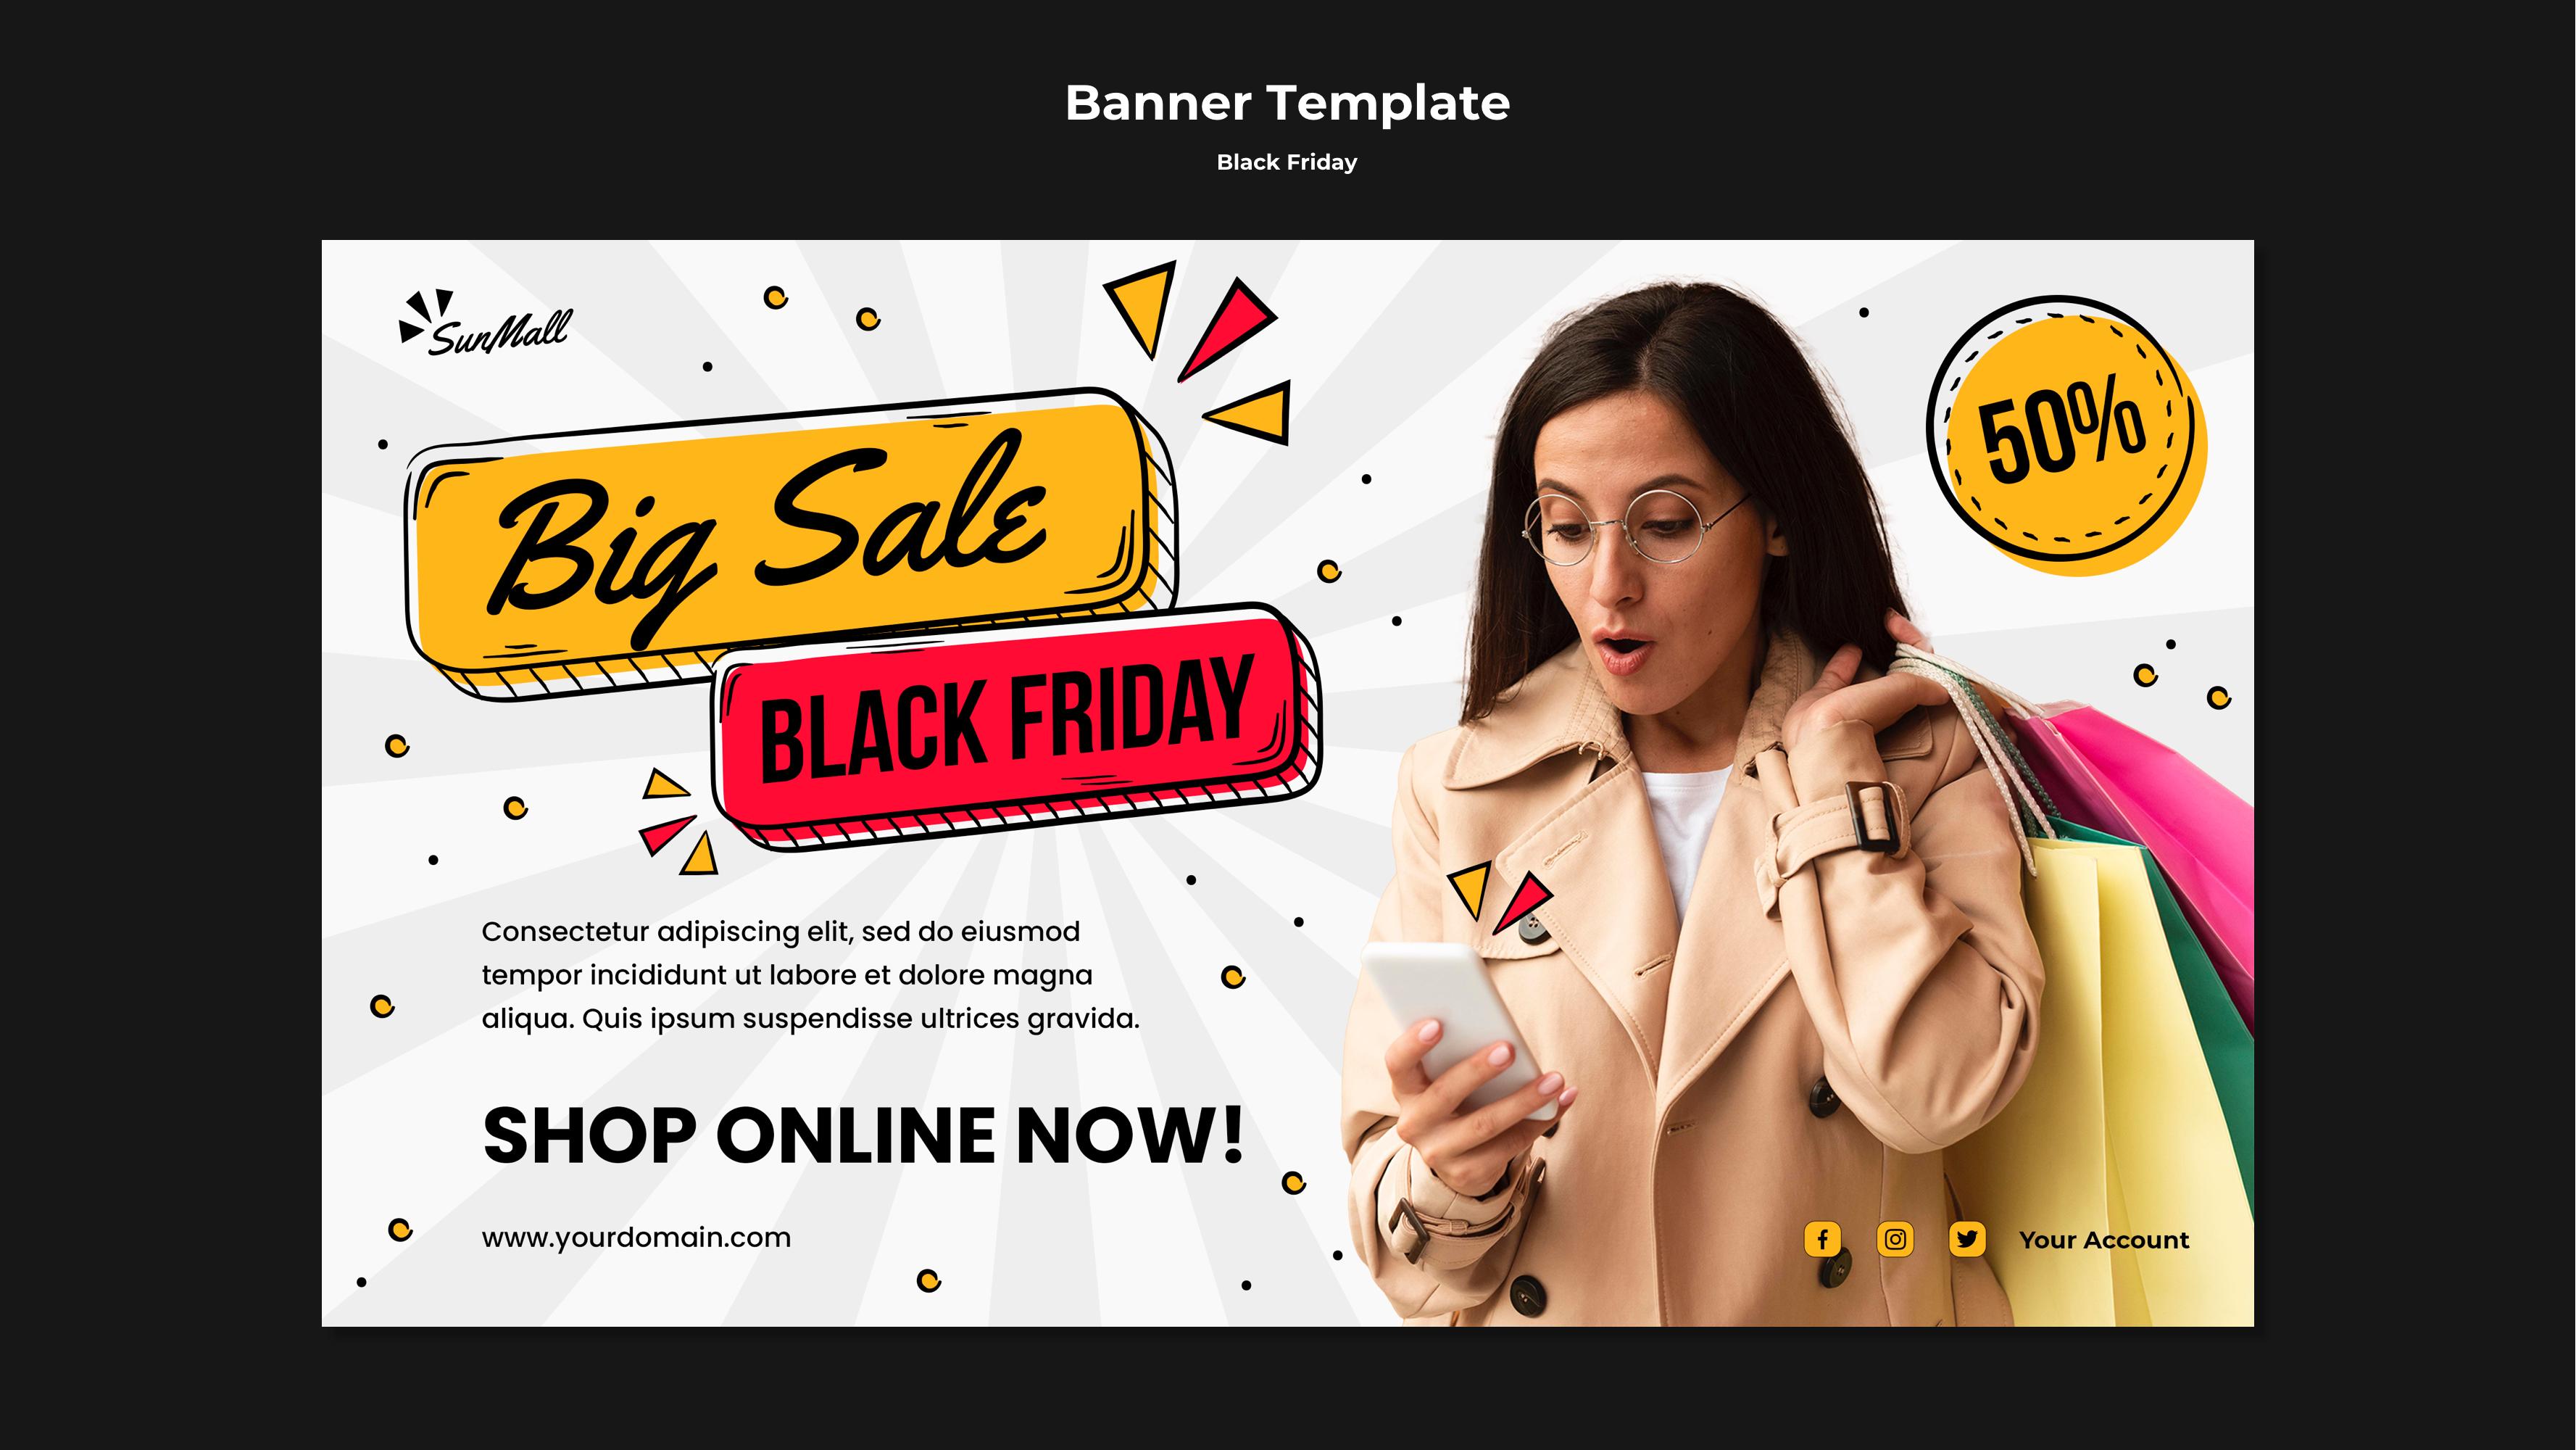 Banner Template
Black Friday
SunMall
50%
Big Sale
BLACK FRIDAY
Consectetur adipiscing elit, sed do eiusmod
tempor incididunt ut labore et dolore magna
aliqua. Quis ipsum suspendisse ultrices gravida.
SHOP ONLINE NOW!
www.yourdomain.com
Your Account